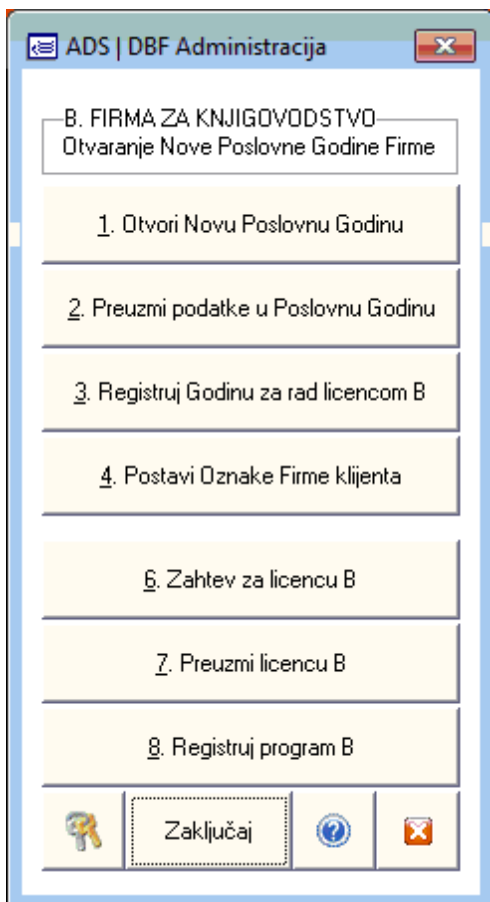 ADS | DBF Administracija
B. FIRMA ZA KNJIGOVODSTVO
Otvaranje Nove Poslovne Godine Firme
1. Otvori Novu Poslovnu Godinu
2. Preuzmi podatke u Poslovnu Godinu
3. Registruj Godinu za rad licencom B
4. Postavi Oznake Firme klijenta
6. Zahtev za licencu B
7. Preuzmi licencu B
8. Registruj program B
Zaključaj